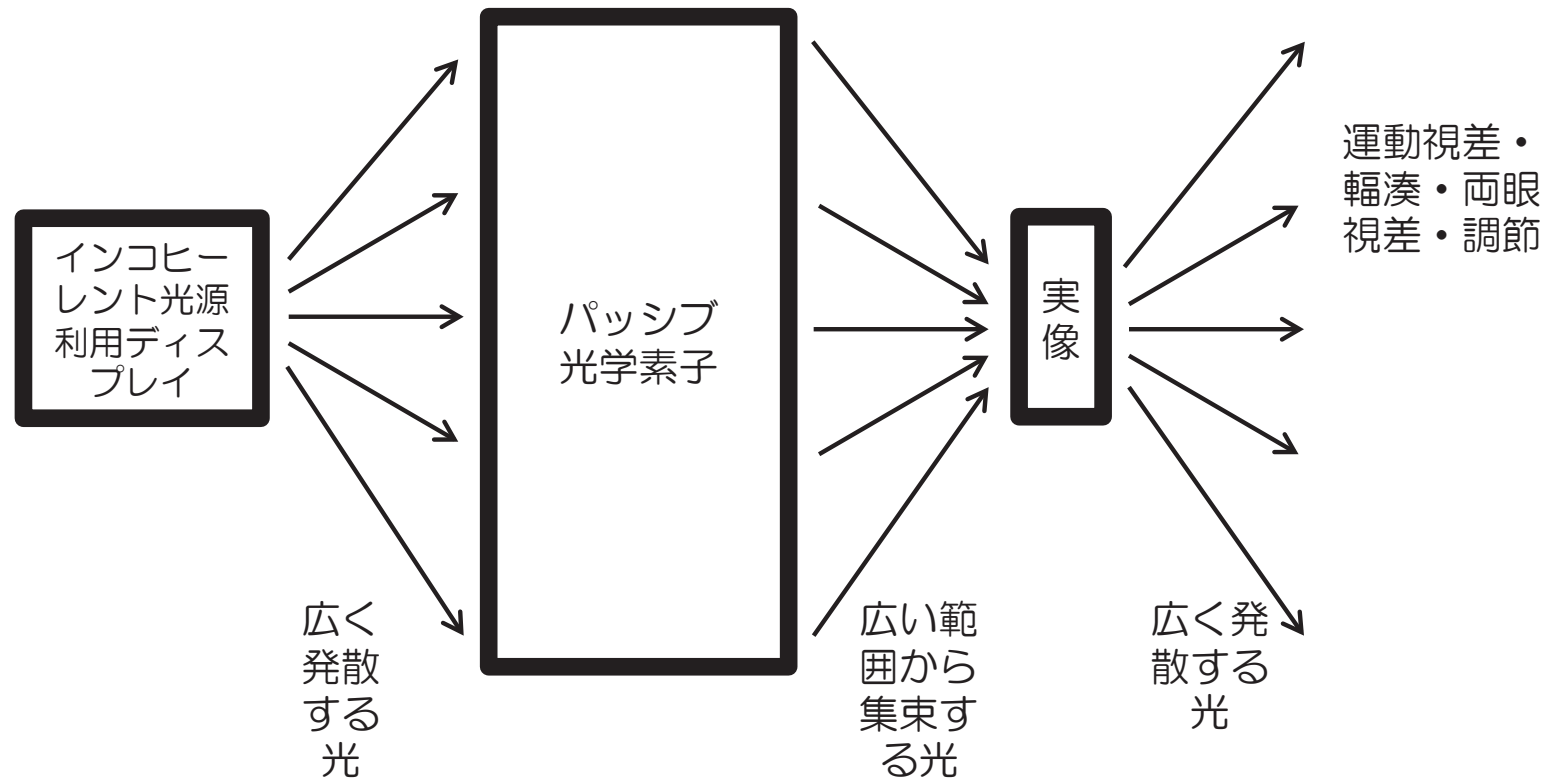 インコヒー
レント光源
利用ディス
プレイ
パッシブ
光学素子
実
像
運動視差・
輻湊・両眼
視差・調節
広く
発散
する
光
広い範
囲から
集束す
る光
広く発
散する
光